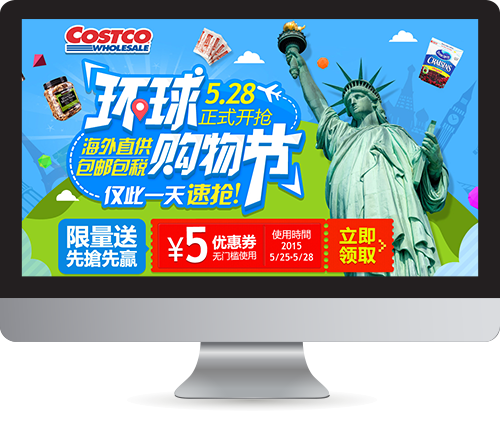 COSTCO
WHOLESALE
环球
5.28
正式开抢
海外直供
包邮包税
购物节
仅此一天速抢!
限量送
先搶先赢
¥5
优惠券
无门槛使用
使用時間
2015
5/25-5/28
立即
领取
CRAISINS